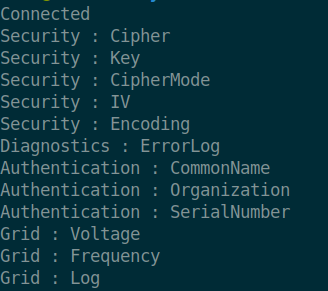 Connected
Security : Cipher
Security : Key
Security : CipherMode
Security : IV
Security : Encoding
Diagnostics : ErrorLog
Authentication : CommonName
Authentication : Organization
Authentication : SerialNumber
Grid : Voltage
Grid : Frequency
Grid : Log